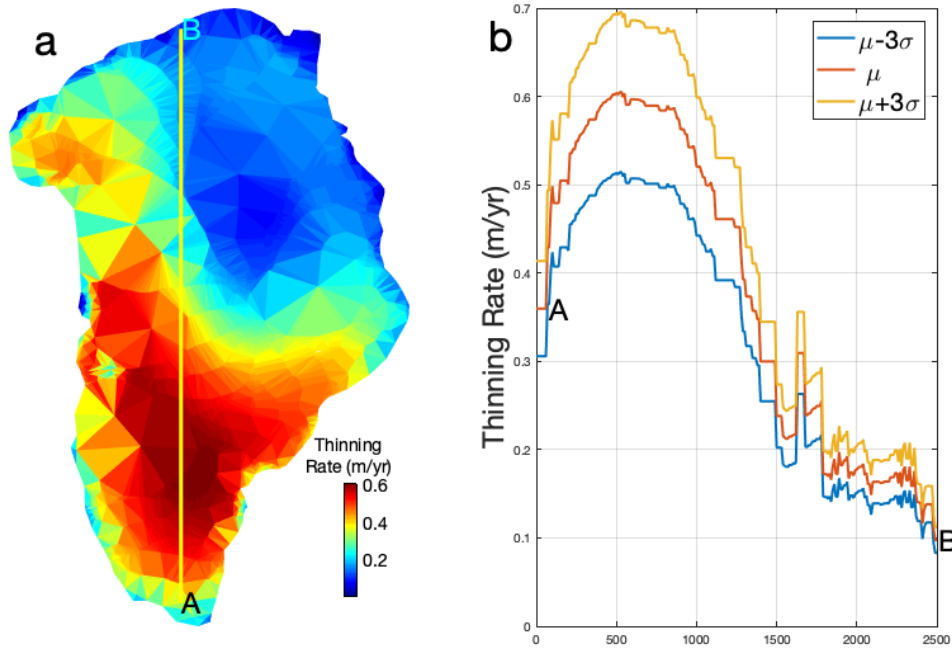 a
B
A
Thinning
Rate (m/yr)
0.6
0.4
0.2
b
Thinning Rate (m/yr)
0.7
0.6
0.5
0.4
0.3
0.2
0.1
0
0 500 1000 1500 2000 2500
A
B
μ-3σ
μ
μ+3σ